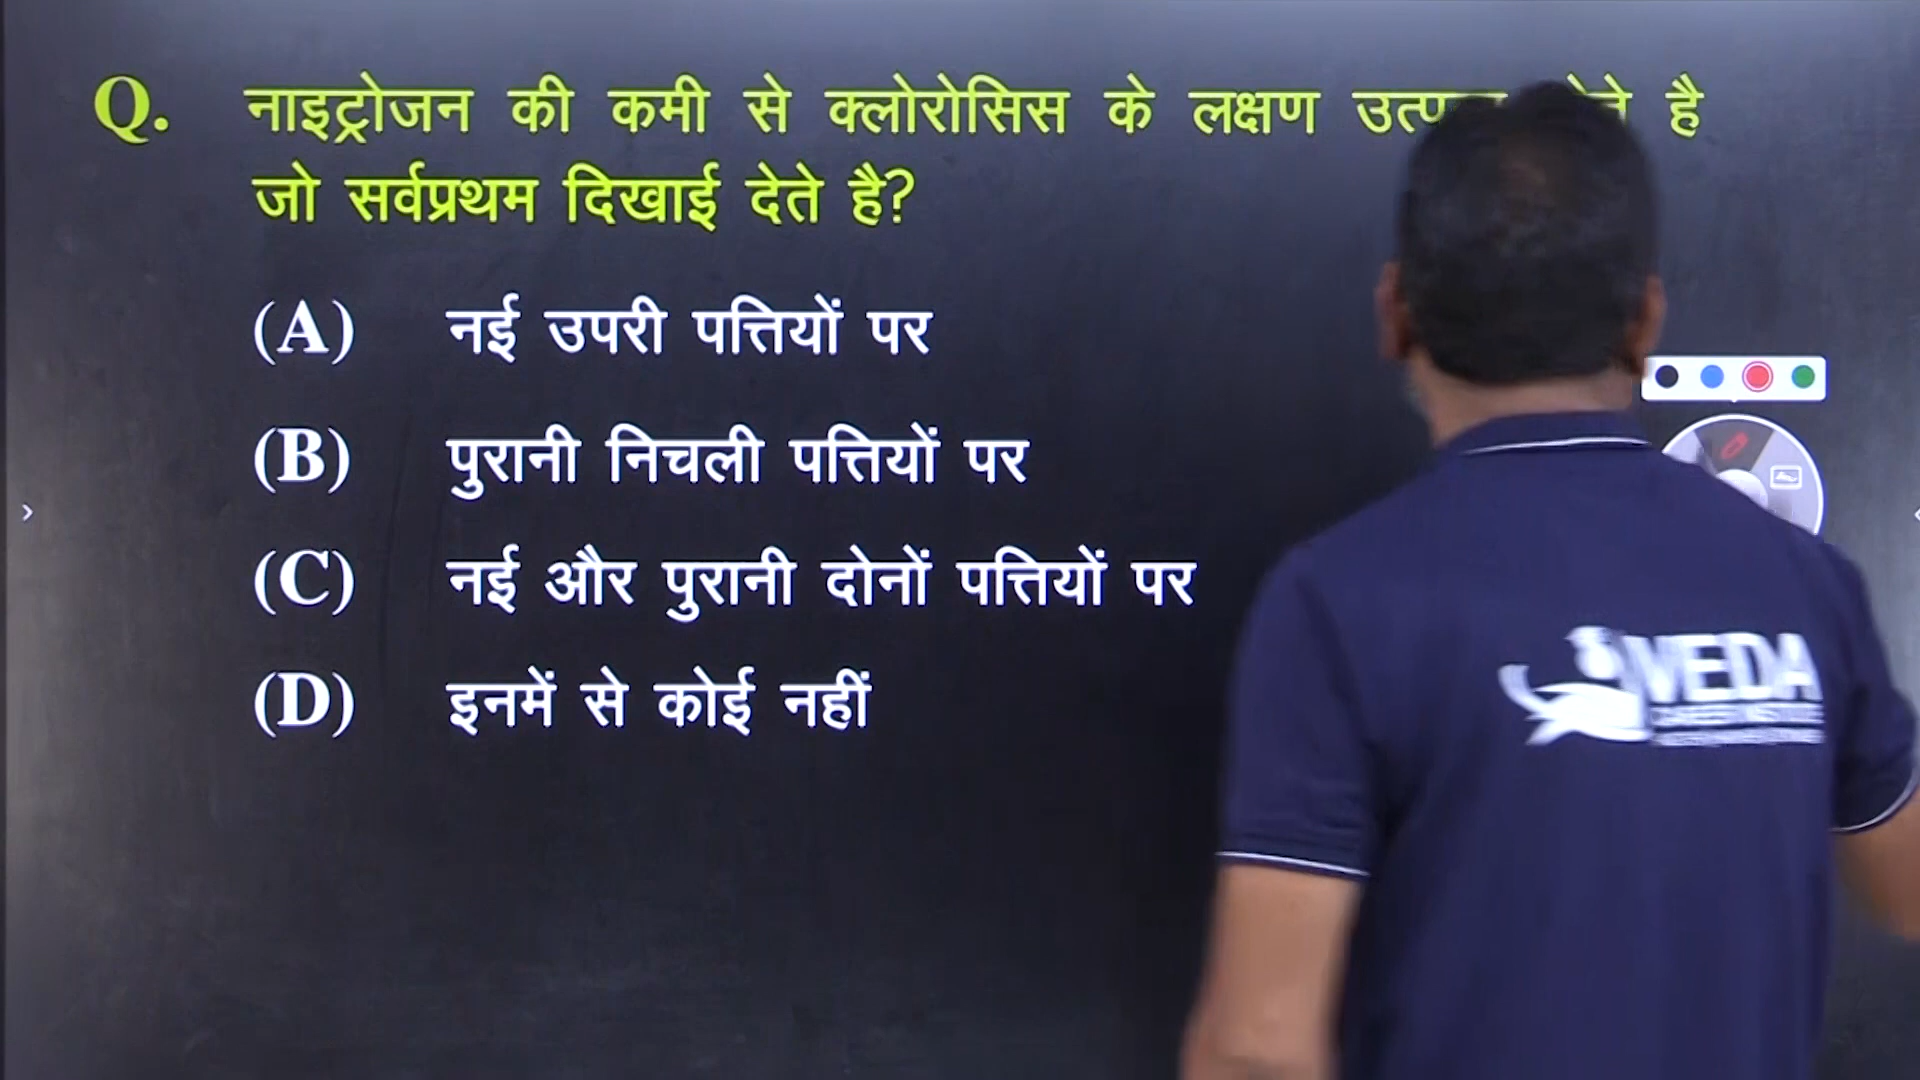 Q. नाइट्रोजन की कमी से क्लोरोसिस के लक्षण है
जो सर्वप्रथम दिखाई देते है?
(A) नई उपरी पत्तियों पर
(B) पुरानी निचली पत्तियों पर
(C) नई और पुरानी दोनों पत्तियों पर
(D) इनमें से कोई नहीं
VEDA